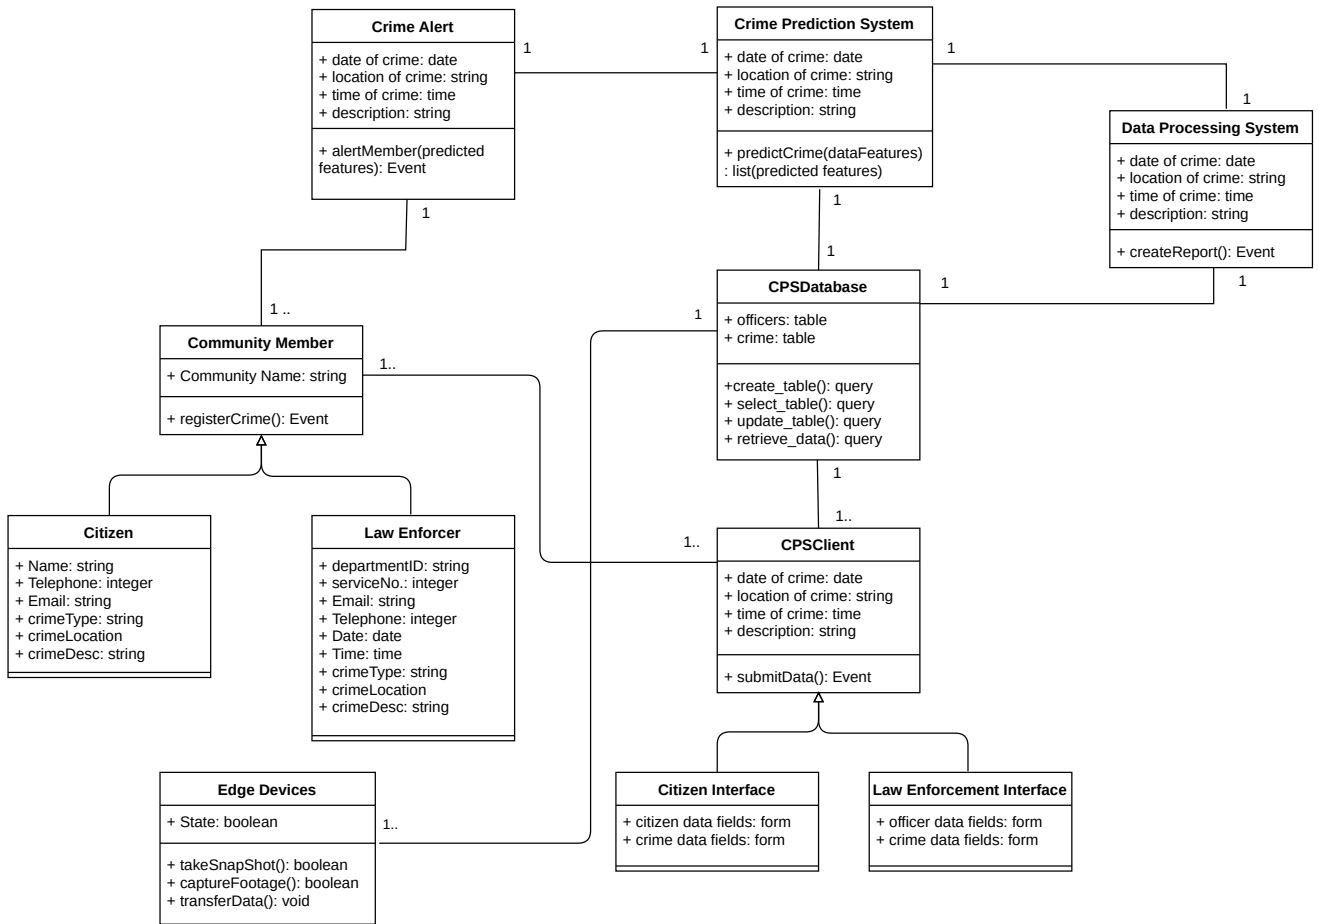 Crime Alert
+ date of crime: date
+ location of crime: string
+ time of crime: time
+ description: string
+ alertMember(predicted
features): Event
1
1
Crime Prediction System
+ date of crime: date
+ location of crime: string
+ time of crime: time
+ description: string
+ predictCrime(dataFeatures)
: list(predicted features)
1
1
Data Processing System
+ date of crime: date
+ location of crime: string
+ time of crime: time
+ description: string
+ createReport(): Event
1
1
1
1
1
1 ..
CPSDatabase
+ officers: table
+ crime: table
+create_table(): query
+ select_table(): query
+ update_table(): query
+ retrieve_data(): query
1
1
1
1..
Community Member
+ Community Name: string
+ registerCrime(): Event
1..
1..
Citizen
+ Name: string
+ Telephone: integer
+ Email: string
+ crimeType: string
+ crimeLocation
+ crimeDesc: string
Law Enforcer
+ departmentID: string
+ serviceNo.: integer
+ Email: string
+ Telephone: integer
+ Date: date
+ Time: time
+ crimeType: string
+ crimeLocation
+ crimeDesc: string
CPSClient
+ date of crime: date
+ location of crime: string
+ time of crime: time
+ description: string
+ submitData(): Event
Edge Devices
+ State: boolean
+ takeSnapShot(): boolean
+ captureFootage(): boolean
+ transferData(): void
1..
Citizen Interface
+ citizen data fields: form
+ crime data fields: form
Law Enforcement Interface
+ officer data fields: form
+ crime data fields: form